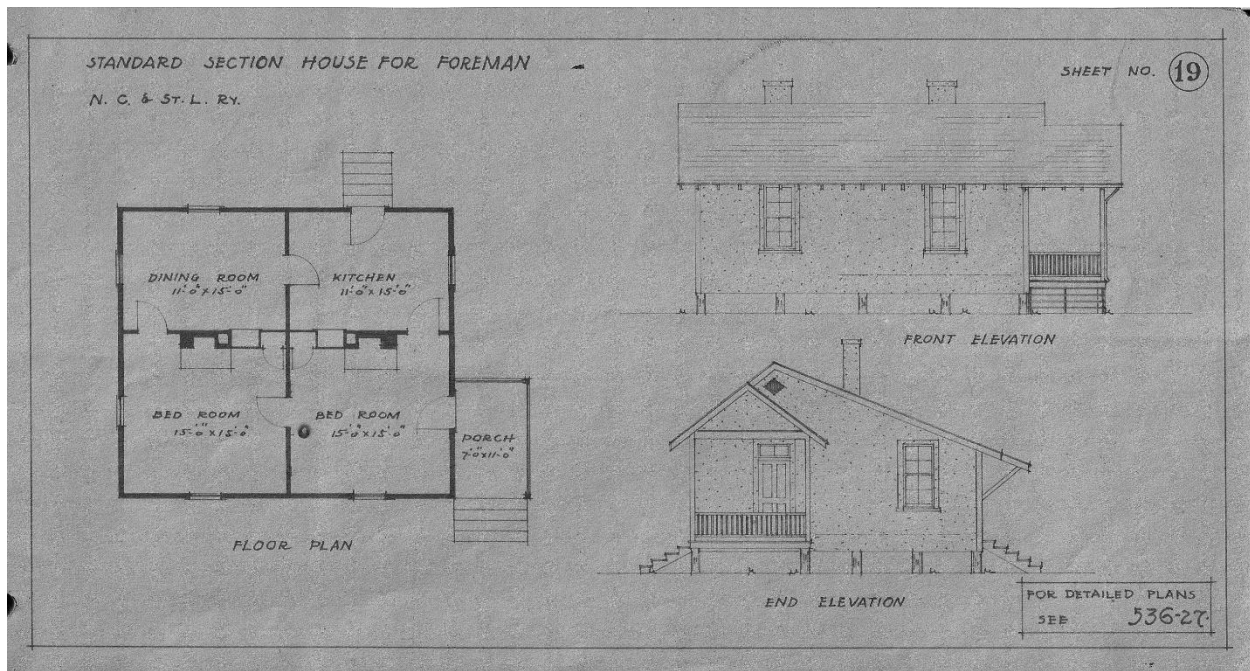 STANDARD SECTION HOUSE FOR FOREMAN
N. C. & ST. L. RY.
SHEET NO. 19
DINING ROOM
11'-0" X 15'-0"
KITCHEN
11'-0" X 15'-0"
BED ROOM
15'-0" X 15'-0"
BED ROOM
15'-0" X 15'-0"
PORCH
7'-0" X 11'-0"
FLOOR PLAN
FRONT ELEVATION
END ELEVATION
FOR DETAILED PLANS
SEE 536-27.